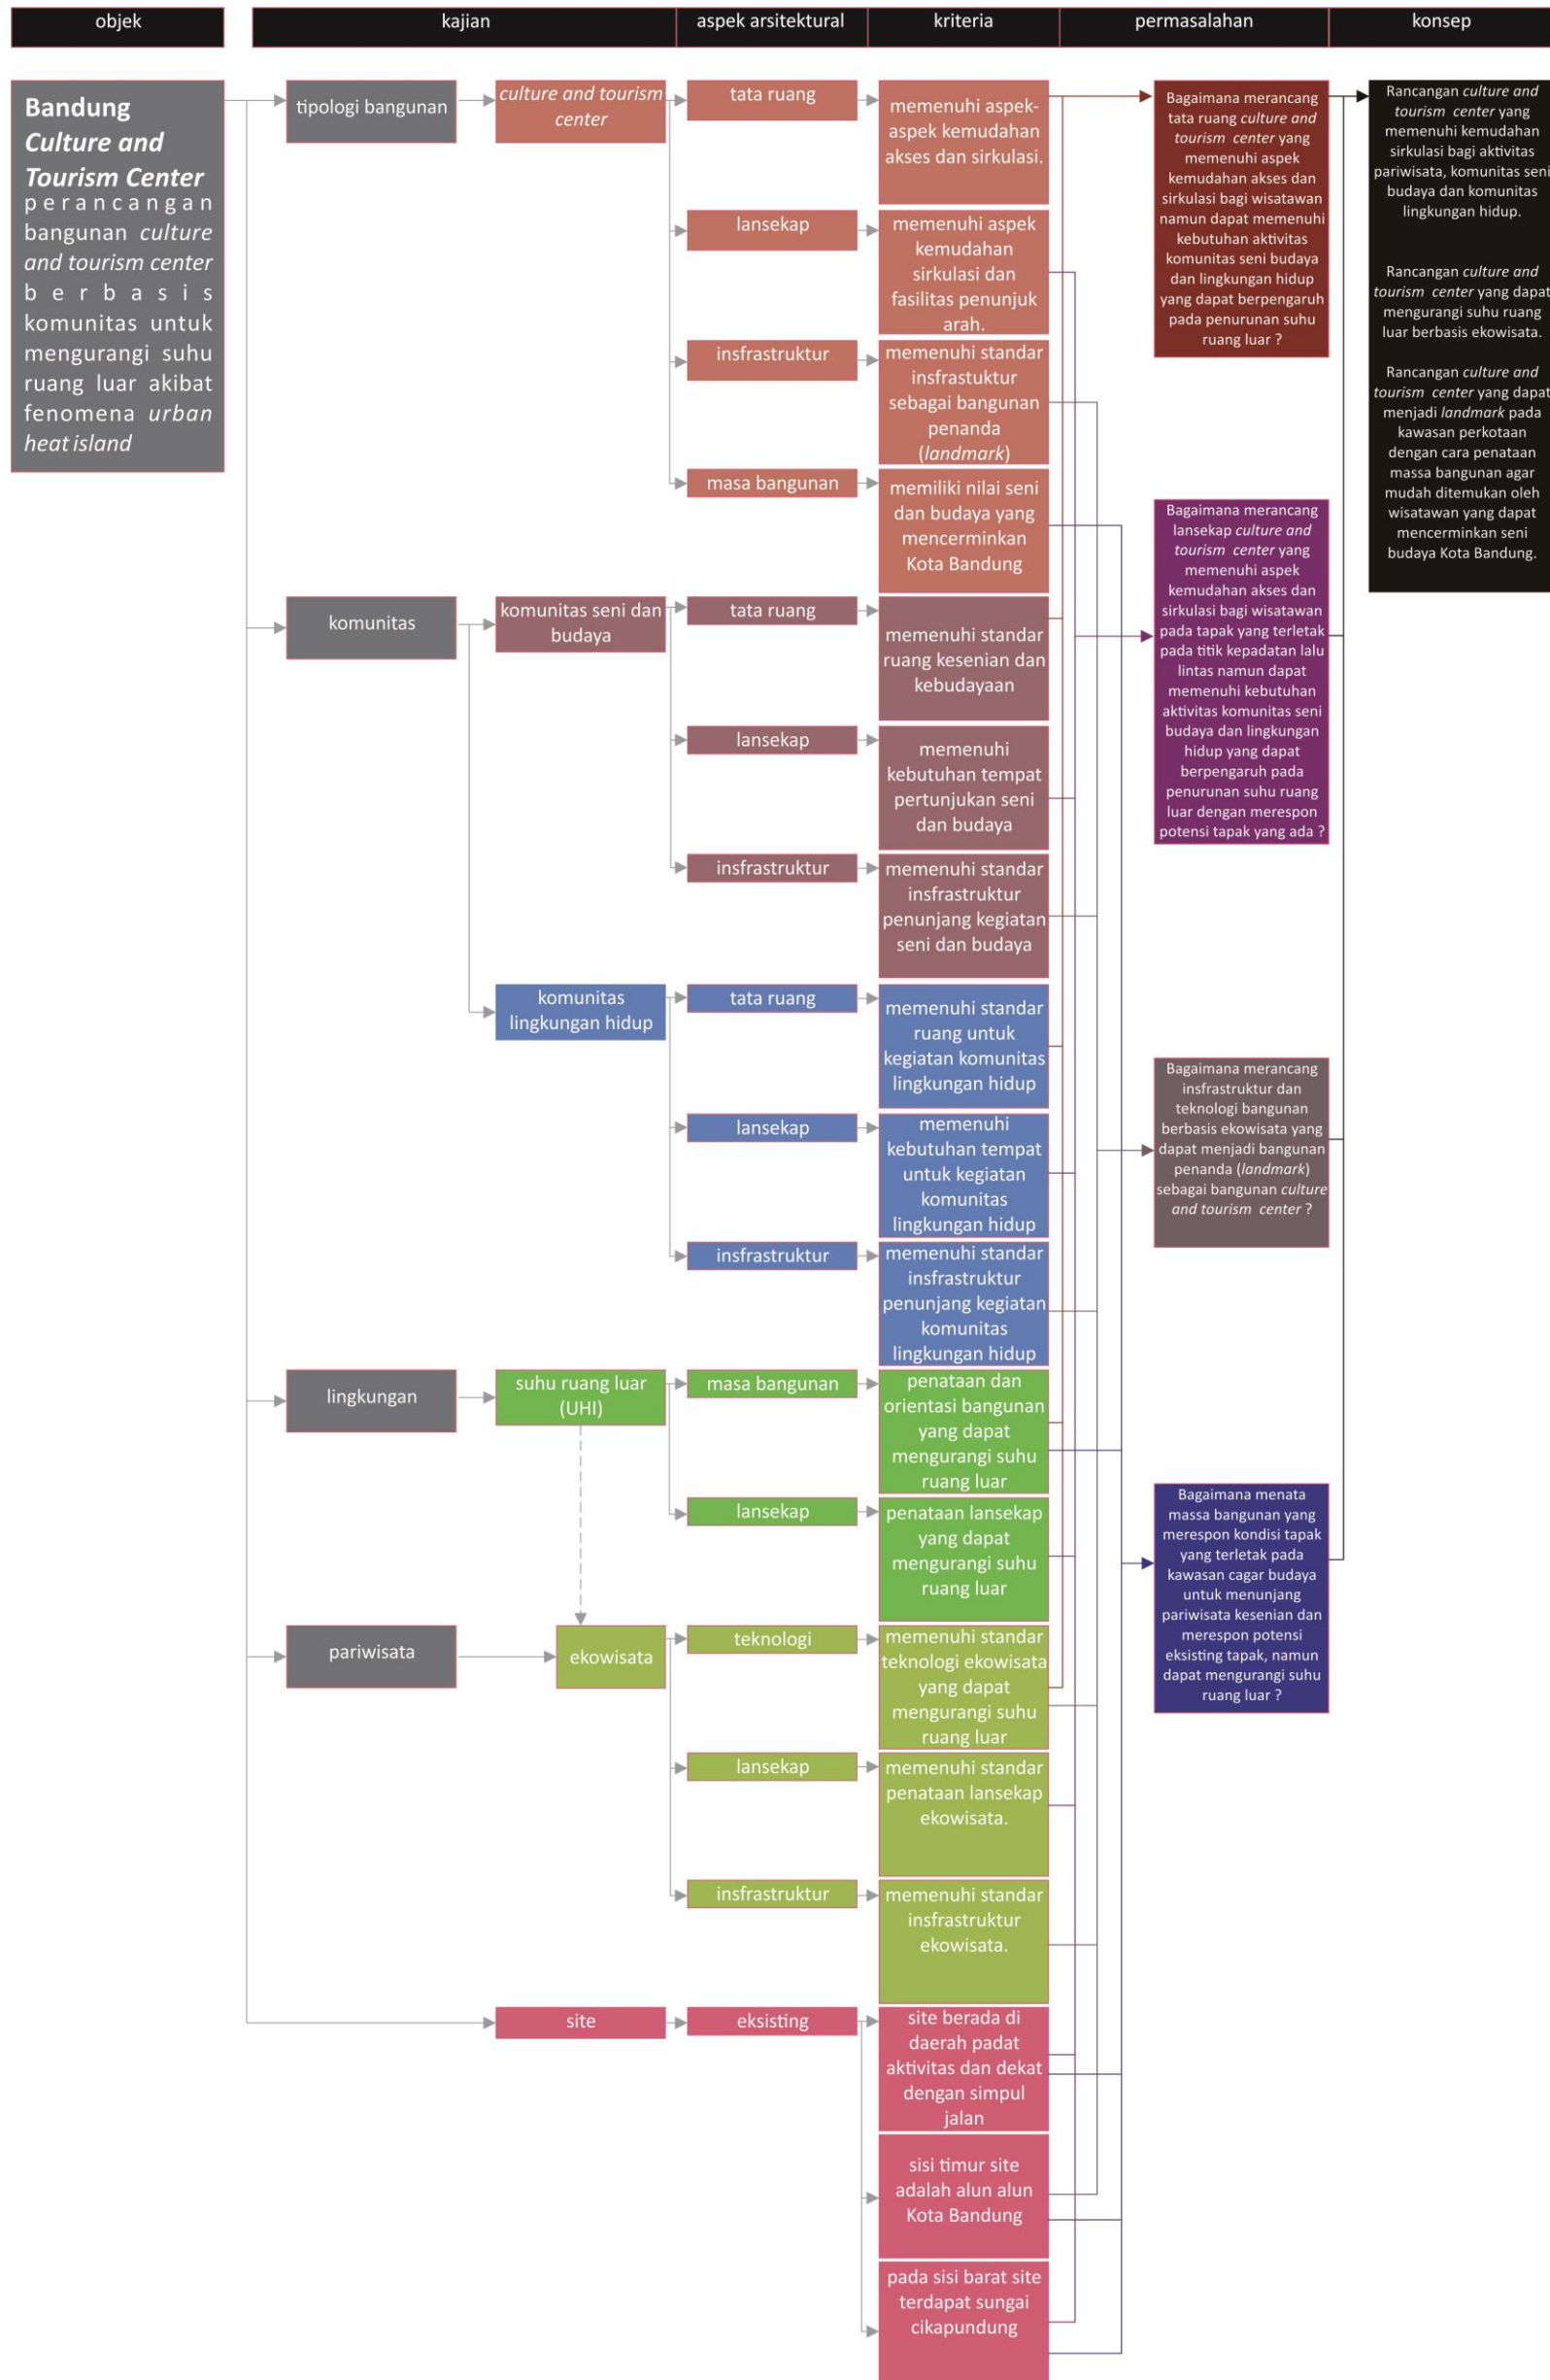 objek
kajian
aspek arsitektural
kriteria
permasalahan
konsep
Bandung
Culture and
Tourism Center
perancangan
bangunan culture
and tourism center
berbasis
komunitas untuk
mengurangi suhu
ruang luar akibat
fenomena urban
heat island
tipologi bangunan
culture and tourism
center
tata ruang
memenuhi aspek-
aspek kemudahan
akses dan sirkulasi.
lansekap
memenuhi aspek
kemudahan
sirkulasi dan
fasilitas penunjuk
arah.
insfrastruktur
memenuhi standar
insfrastuktur
sebagai bangunan
penanda
(landmark)
masa bangunan
memiliki nilai seni
dan budaya yang
mencerminkan
Kota Bandung
komunitas
komunitas seni dan
budaya
tata ruang
memenuhi standar
ruang kesenian dan
kebudayaan
lansekap
memenuhi
kebutuhan tempat
pertunjukan seni
dan budaya
insfrastruktur
memenuhi standar
insfrastruktur
penunjang kegiatan
seni dan budaya
komunitas
lingkungan hidup
tata ruang
memenuhi standar
ruang untuk
kegiatan komunitas
lingkungan hidup
lansekap
memenuhi
kebutuhan tempat
untuk kegiatan
komunitas
lingkungan hidup
insfrastruktur
memenuhi standar
insfrastruktur
penunjang kegiatan
komunitas
lingkungan hidup
lingkungan
suhu ruang luar
(UHI)
masa bangunan
penataan dan
orientasi bangunan
yang dapat
mengurangi suhu
ruang luar
lansekap
penataan lansekap
yang dapat
mengurangi suhu
ruang luar
pariwisata
ekowisata
teknologi
memenuhi standar
teknologi ekowisata
yang dapat
mengurangi suhu
ruang luar
lansekap
memenuhi standar
penataan lansekap
ekowisata.
insfrastruktur
memenuhi standar
insfrastruktur
ekowisata.
site
eksisting
site berada di
daerah padat
aktivitas dan dekat
dengan simpul
jalan
sisi timur site
adalah alun alun
Kota Bandung
pada sisi barat site
terdapat sungai
cikapundung
Bagaimana merancang
tata ruang culture and
tourism center yang
memenuhi aspek
kemudahan akses dan
sirkulasi bagi wisatawan
namun dapat memenuhi
kebutuhan aktivitas
komunitas seni budaya
dan lingkungan hidup
yang dapat berpengaruh
pada penurunan suhu
ruang luar ?
Bagaimana merancang
lansekap culture and
tourism center yang
memenuhi aspek
kemudahan akses dan
sirkulasi bagi wisatawan
pada tapak yang terletak
pada titik kepadatan lalu
lintas namun dapat
memenuhi kebutuhan
aktivitas komunitas seni
budaya dan lingkungan
hidup yang dapat
berpengaruh pada
penurunan suhu ruang
luar dengan merespon
potensi tapak yang ada ?
Bagaimana merancang
insfrastruktur dan
teknologi bangunan
berbasis ekowisata yang
dapat menjadi bangunan
penanda (landmark)
sebagai bangunan culture
and tourism center ?
Bagaimana menata
massa bangunan yang
merespon kondisi tapak
yang terletak pada
kawasan cagar budaya
untuk menunjang
pariwisata kesenian dan
merespon potensi
eksisting tapak, namun
dapat mengurangi suhu
ruang luar ?
Rancangan culture and
tourism center yang
memenuhi kemudahan
sirkulasi bagi aktivitas
pariwisata, komunitas seni
budaya dan komunitas
lingkungan hidup.
Rancangan culture and
tourism center yang dapat
mengurangi suhu ruang
luar berbasis ekowisata.
Rancangan culture and
tourism center yang dapat
menjadi landmark pada
kawasan perkotaan
dengan cara penataan
massa bangunan agar
mudah ditemukan oleh
wisatawan yang dapat
mencerminkan seni
budaya Kota Bandung.